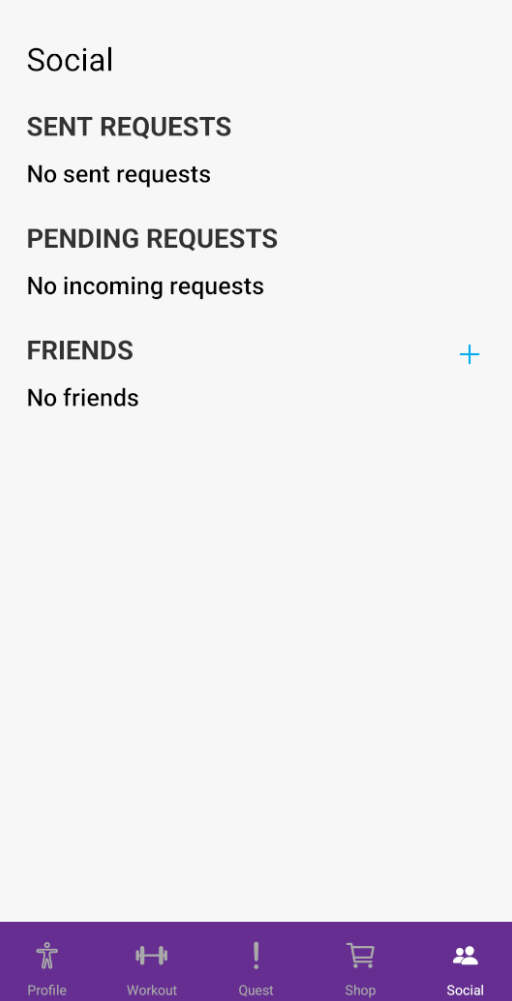 Social
SENT REQUESTS
No sent requests
PENDING REQUESTS
No incoming requests
FRIENDS
No friends
Profile
Workout
Quest
Shop
Social